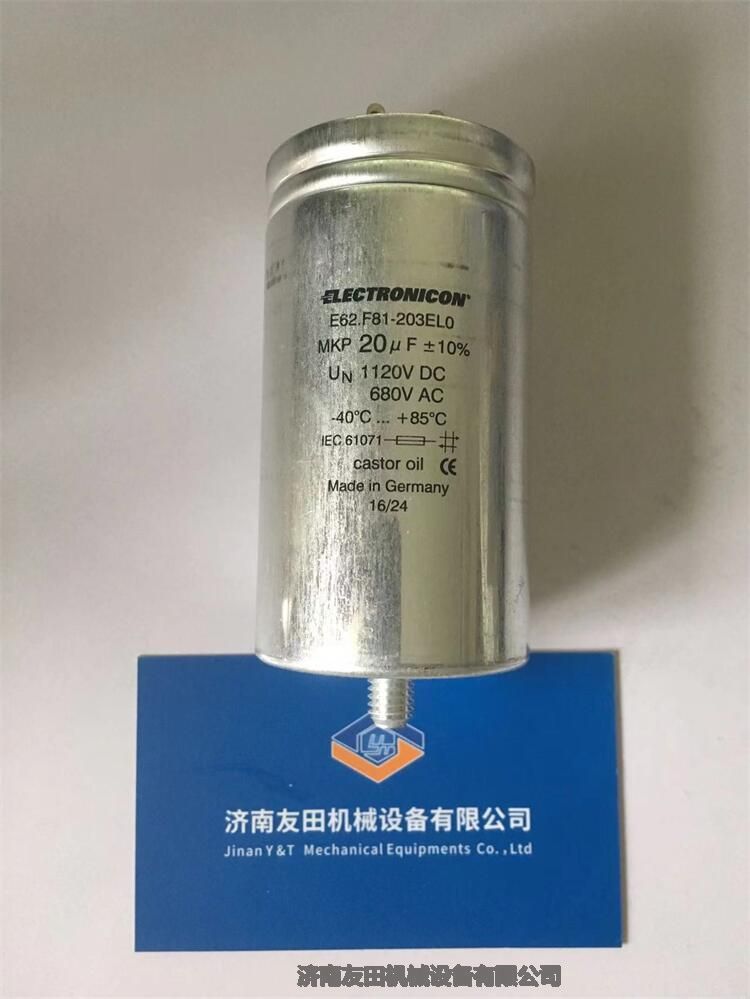 ELECTRONICON
E62.F81-203EL0
MKP 20μF ±10%
UN 1120V DC
680V AC
-40°C ... +85°C
IEC 61071
castor oil CE
Made in Germany
16/24
济南友田机械设备有限公司
Jinan Y&T Mechanical Equipments Co.,Ltd
济南友田机械设备有限公司